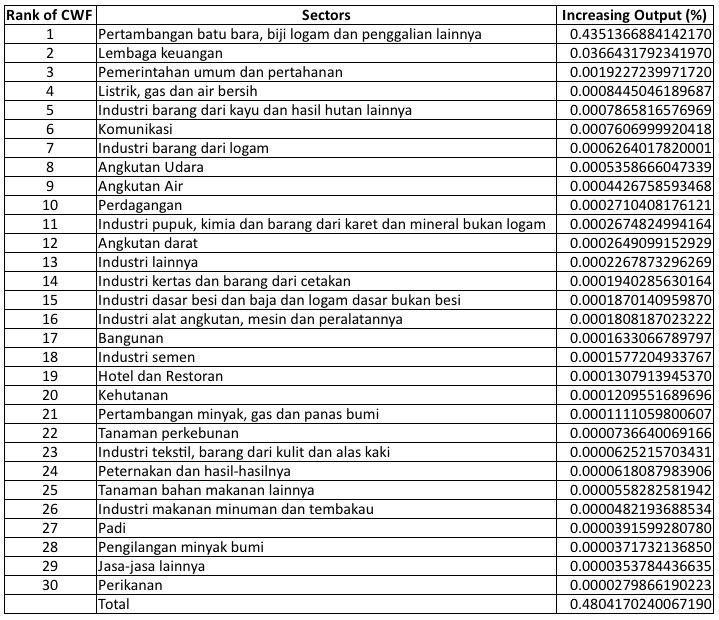 Rank of CWF Sectors Increasing Output (%)
1 Pertambangan batu bara, biji logam dan penggalian lainnya 0.4351366884142170
2 Lembaga keuangan 0.0366431792341970
3 Pemerintahan umum dan pertahanan 0.0019227239971720
4 Listrik, gas dan air bersih 0.0008445046189687
5 Industri barang dari kayu dan hasil hutan lainnya 0.0007865816576969
6 Komunikasi 0.0007606999920418
7 Industri barang dari logam 0.0006264017820001
8 Angkutan Udara 0.0005358666047339
9 Angkutan Air 0.0004426758593468
10 Perdagangan 0.0002710408176121
11 Industri pupuk, kimia dan barang dari karet dan mineral bukan logam 0.0002674824994164
12 Angkutan darat 0.0002649099152929
13 Industri lainnya 0.0002267873296269
14 Industri kertas dan barang dari cetakan 0.0001940285630164
15 Industri dasar besi dan baja dan logam dasar bukan besi 0.0001870140959870
16 Industri alat angkutan, mesin dan peralatannya 0.0001808187023222
17 Bangunan 0.0001633066789797
18 Industri semen 0.0001577204933767
19 Hotel dan Restoran 0.0001307913945370
20 Kehutanan 0.0001209551689696
21 Pertambangan minyak, gas dan panas bumi 0.0001111059800607
22 Tanaman perkebunan 0.0000736640069166
23 Industri tekstil, barang dari kulit dan alas kaki 0.0000625215703431
24 Peternakan dan hasil-hasilnya 0.0000618087983906
25 Tanaman bahan makanan lainnya 0.0000558282581942
26 Industri makanan minuman dan tembakau 0.0000482193688534
27 Padi 0.0000391599280780
28 Pengilangan minyak bumi 0.0000371732136850
29 Jasa-jasa lainnya 0.0000353784436635
30 Perikanan 0.0000279866190223
Total 0.4804170240067190